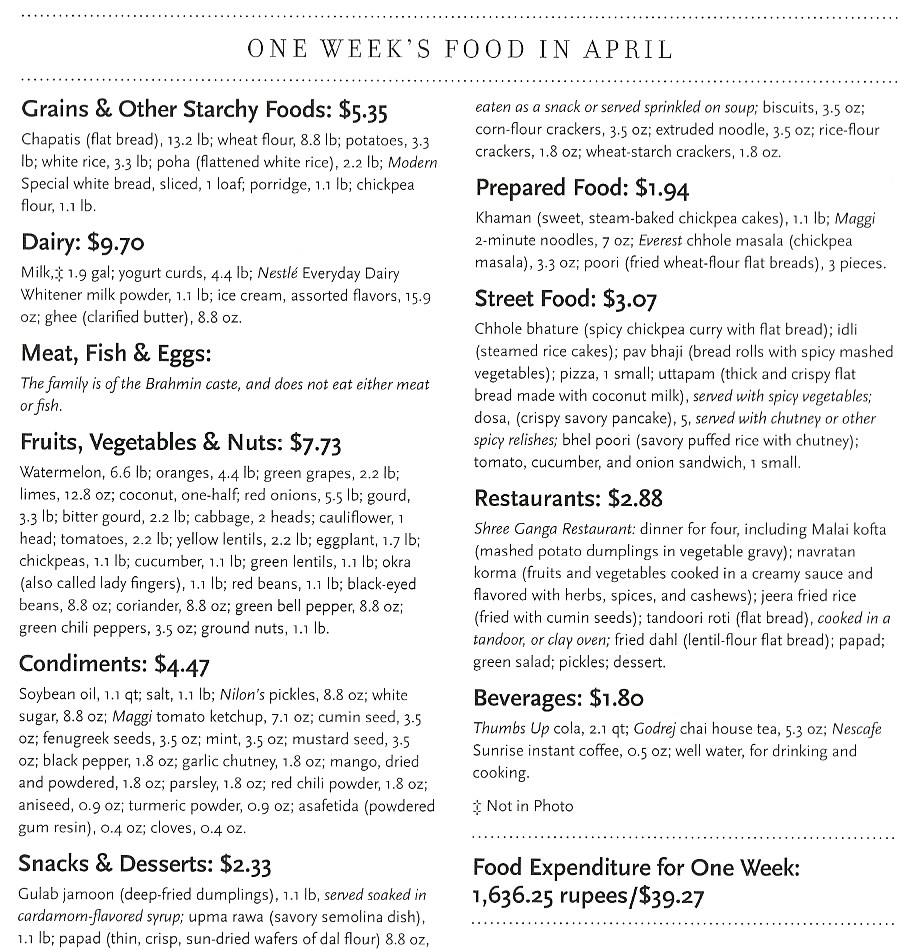 ONE WEEK'S FOOD IN APRIL
Grains & Other Starchy Foods: $5.35
Chapatis (flat bread), 13.2 lb; wheat flour, 8.8 lb; potatoes, 3.3
lb; white rice, 3.3 lb; poha (flattened white rice), 2.2 lb; Modern
Special white bread, sliced, 1 loaf; porridge, 1.1 lb; chickpea
flour, 1.1 lb.
Dairy: $9.70
Milk,‡ 1.9 gal; yogurt curds, 4.4 lb; Nestlé Everyday Dairy
Whitener milk powder, 1.1 lb; ice cream, assorted flavors, 15.9
oz; ghee (clarified butter), 8.8 oz.
Meat, Fish & Eggs:
The family is of the Brahmin caste, and does not eat either meat
or fish.
Fruits, Vegetables & Nuts: $7.73
Watermelon, 6.6 lb; oranges, 4.4 lb; green grapes, 2.2 lb;
limes, 12.8 oz; coconut, one-half; red onions, 5.5 lb; gourd,
3.3 lb; bitter gourd, 2.2 lb; cabbage, 2 heads; cauliflower, 1
head; tomatoes, 2.2 lb; yellow lentils, 2.2 lb; eggplant, 1.7 lb;
chickpeas, 1.1 lb; cucumber, 1.1 lb; green lentils, 1.1 lb; okra
(also called lady fingers), 1.1 lb; red beans, 1.1 lb; black-eyed
beans, 8.8 oz; coriander, 8.8 oz; green bell pepper, 8.8 oz;
green chili peppers, 3.5 oz; ground nuts, 1.1 lb.
Condiments: $4.47
Soybean oil, 1.1 qt; salt, 1.1 lb; Nilon's pickles, 8.8 oz; white
sugar, 8.8 oz; Maggi tomato ketchup, 7.1 oz; cumin seed, 3.5
oz; fenugreek seeds, 3.5 oz; mint, 3.5 oz; mustard seed, 3.5
oz; black pepper, 1.8 oz; garlic chutney, 1.8 oz; mango, dried
and powdered, 1.8 oz; parsley, 1.8 oz; red chili powder, 1.8 oz;
aniseed, 0.9 oz; turmeric powder, 0.9 oz; asafetida (powdered
gum resin), 0.4 oz; cloves, 0.4 oz.
Snacks & Desserts: $2.33
Gulab jamoon (deep-fried dumplings), 1.1 lb, served soaked in
cardamom-flavored syrup; upma rawa (savory semolina dish),
1.1 lb; papad (thin, crisp, sun-dried wafers of dal flour) 8.8 oz,
eaten as a snack or served sprinkled on soup; biscuits, 3.5 oz;
corn-flour crackers, 3.5 oz; extruded noodle, 3.5 oz; rice-flour
crackers, 1.8 oz; wheat-starch crackers, 1.8 oz.
Prepared Food: $1.94
Khaman (sweet, steam-baked chickpea cakes), 1.1 lb; Maggi
2-minute noodles, 7 oz; Everest chhole masala (chickpea
masala), 3.3 oz; poori (fried wheat-flour flat breads), 3 pieces.
Street Food: $3.07
Chhole bhature (spicy chickpea curry with flat bread); idli
(steamed rice cakes); pav bhaji (bread rolls with spicy mashed
vegetables); pizza, 1 small; uttapam (thick and crispy flat
bread made with coconut milk), served with spicy vegetables;
dosa, (crispy savory pancake), 5, served with chutney or other
spicy relishes; bhel poori (savory puffed rice with chutney);
tomato, cucumber, and onion sandwich, 1 small.
Restaurants: $2.88
Shree Ganga Restaurant: dinner for four, including Malai kofta
(mashed potato dumplings in vegetable gravy); navratan
korma (fruits and vegetables cooked in a creamy sauce and
flavored with herbs, spices, and cashews); jeera fried rice
(fried with cumin seeds); tandoori roti (flat bread), cooked in a
tandoor, or clay oven; fried dahl (lentil-flour flat bread); papad;
green salad; pickles; dessert.
Beverages: $1.80
Thumbs Up cola, 2.1 qt; Godrej chai house tea, 5.3 oz; Nescafe
Sunrise instant coffee, 0.5 oz; well water, for drinking and
cooking.
‡ Not in Photo
Food Expenditure for One Week:
1,636.25 rupees/$39.27